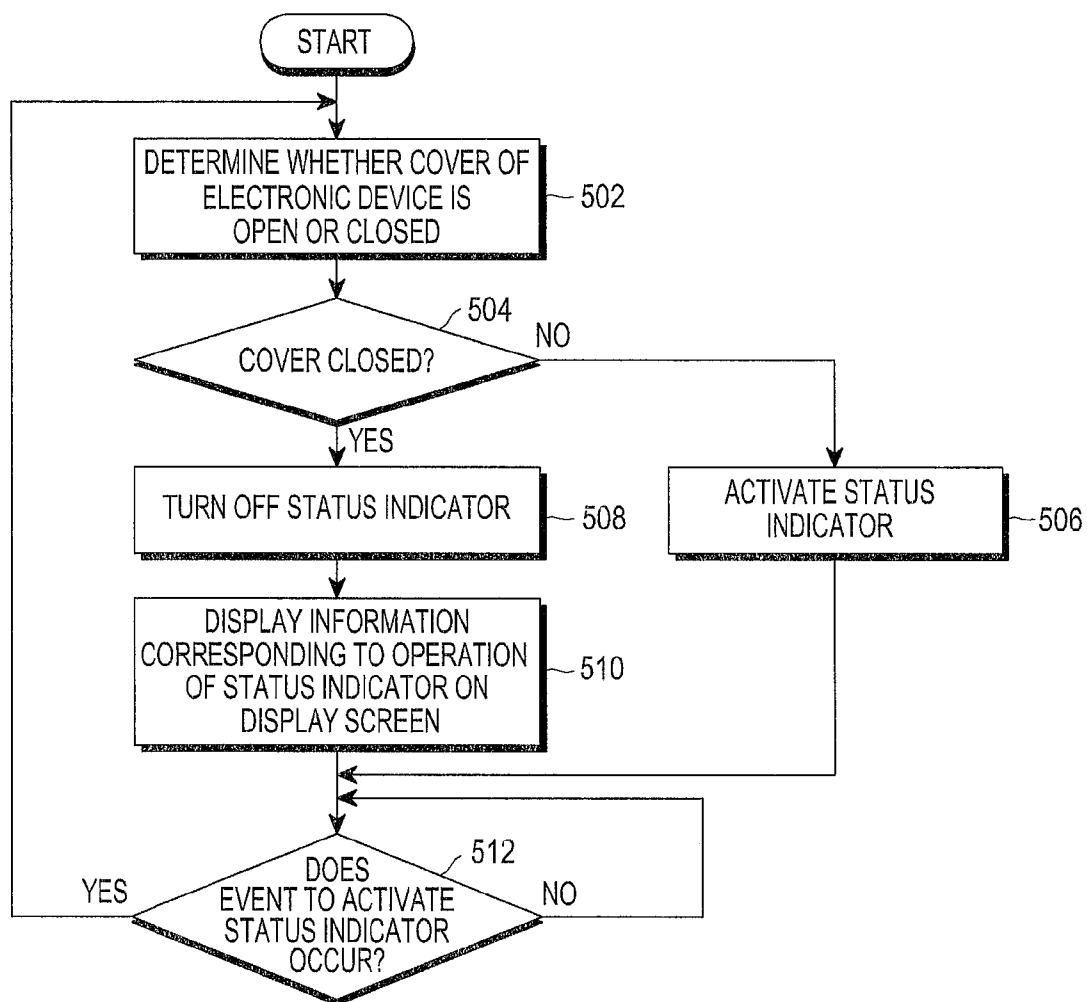 START
DETERMINE WHETHER COVER OF
ELECTRONIC DEVICE IS
OPEN OR CLOSED
502
504
COVER CLOSED?
NO
YES
TURN OFF STATUS INDICATOR
508
ACTIVATE STATUS
INDICATOR
506
DISPLAY INFORMATION
CORRESPONDING TO OPERATION
OF STATUS INDICATOR ON
DISPLAY SCREEN
510
512
DOES
EVENT TO ACTIVATE
STATUS INDICATOR
OCCUR?
YES
NO